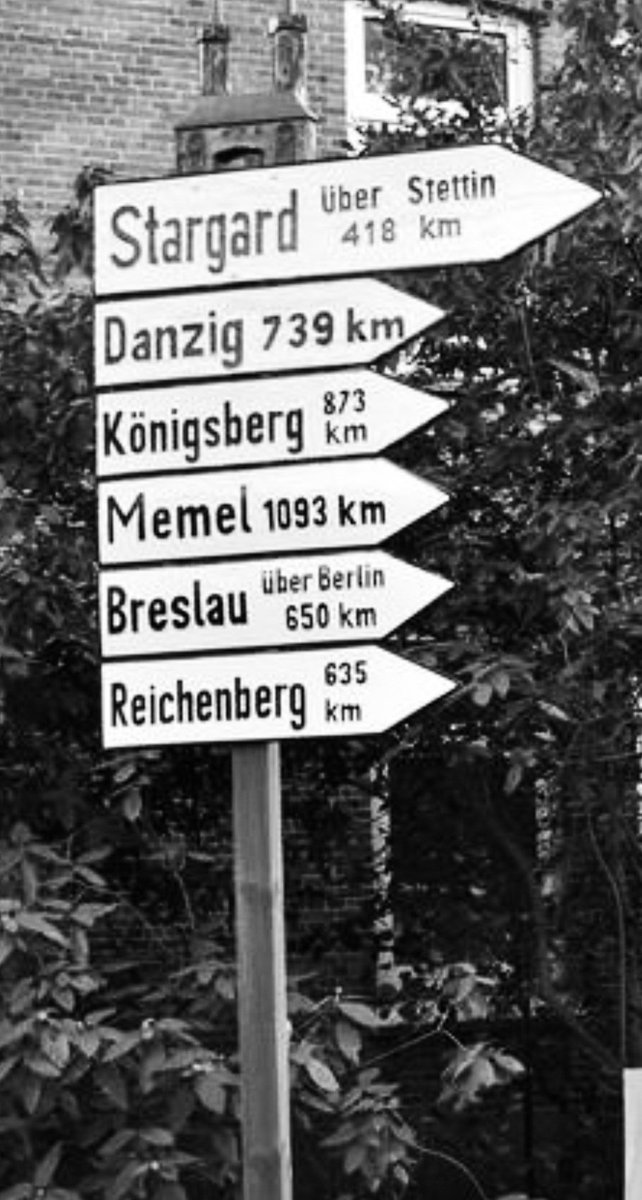 Stargard über Stettin
418 km
Danzig 739 km
Königsberg 873
km
Memel 1093 km
Breslau über Berlin
650 km
Reichenberg 635
km